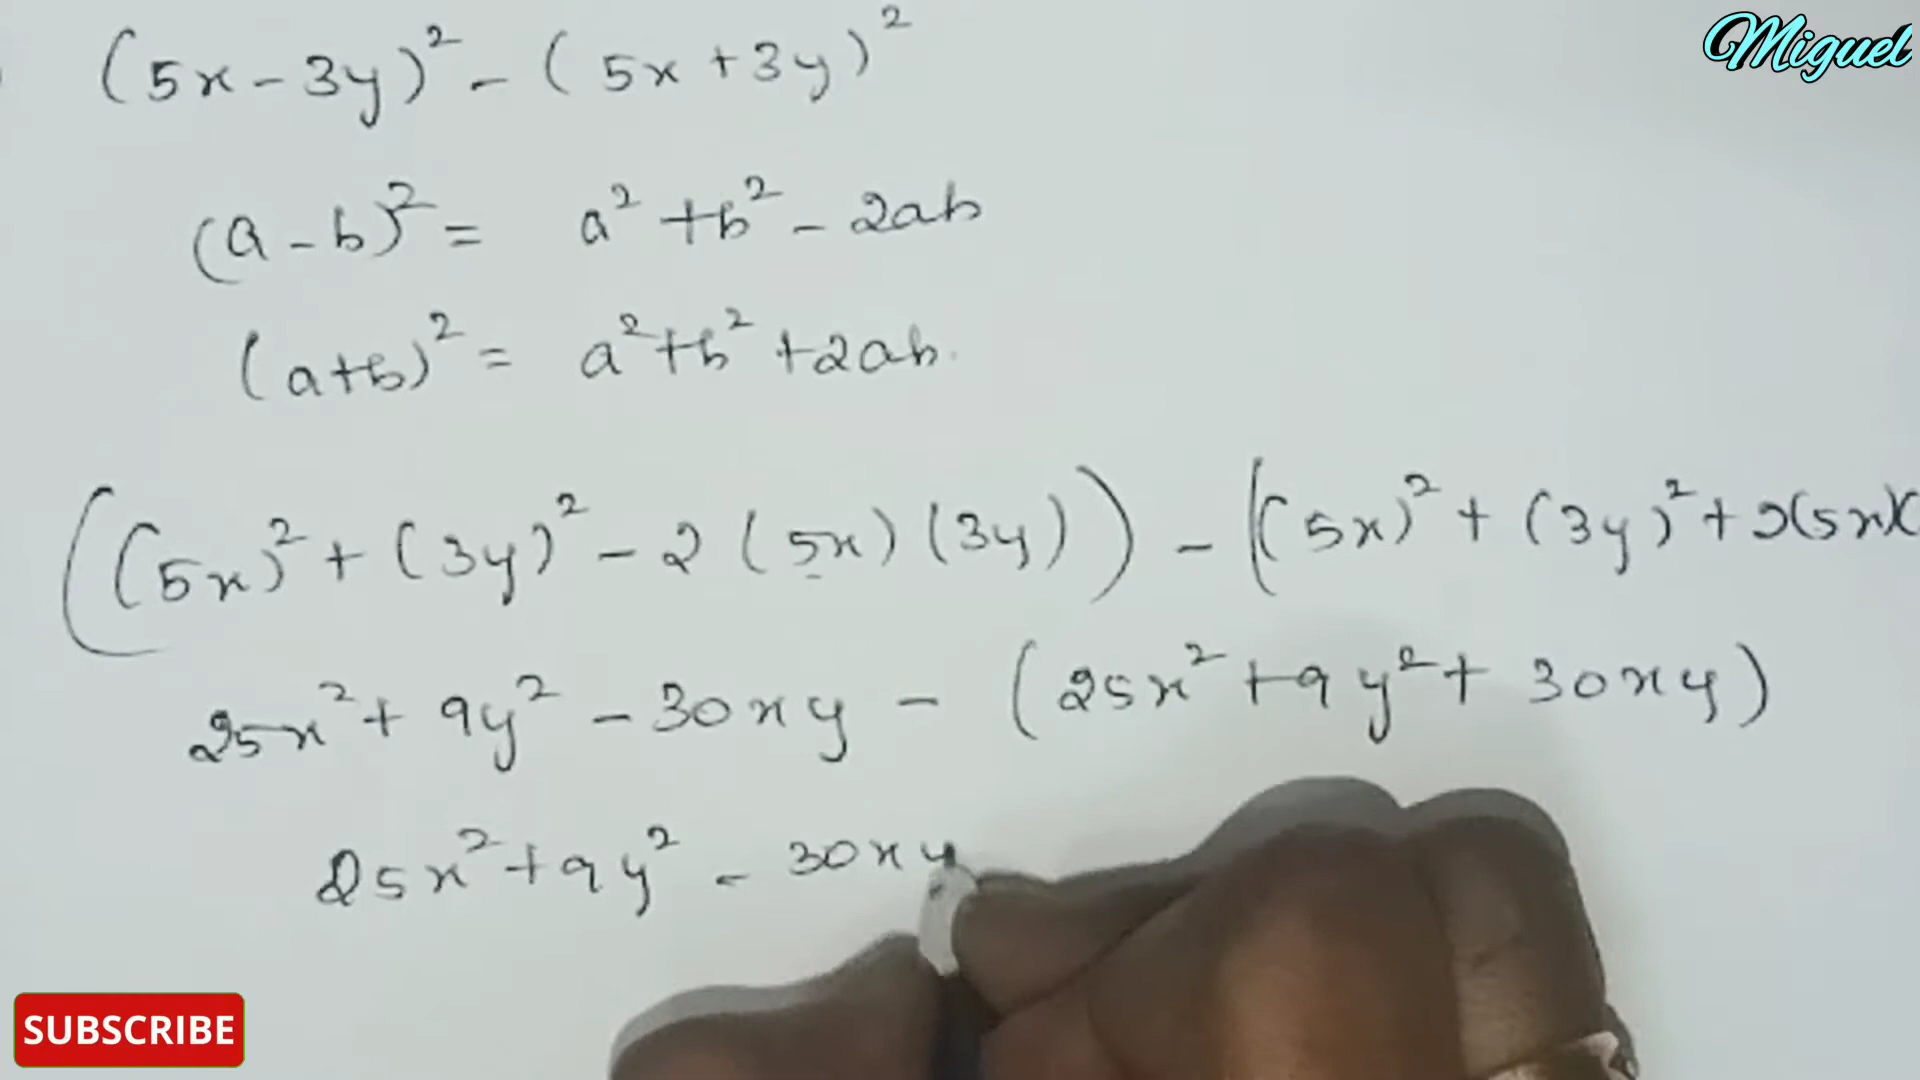 Miguel
(5x-3y)² - (5x+3y)²
(a-b)² = a²+b²-2ab
(a+b)² = a²+b²+2ab.
((5x)²+(3y)²-2(5x)(3y)) - ((5x)²+(3y)²+2(5x)(
25x²+9y²-30xy - (25x²+9y²+30xy)
25x²+9y²-30xy
SUBSCRIBE